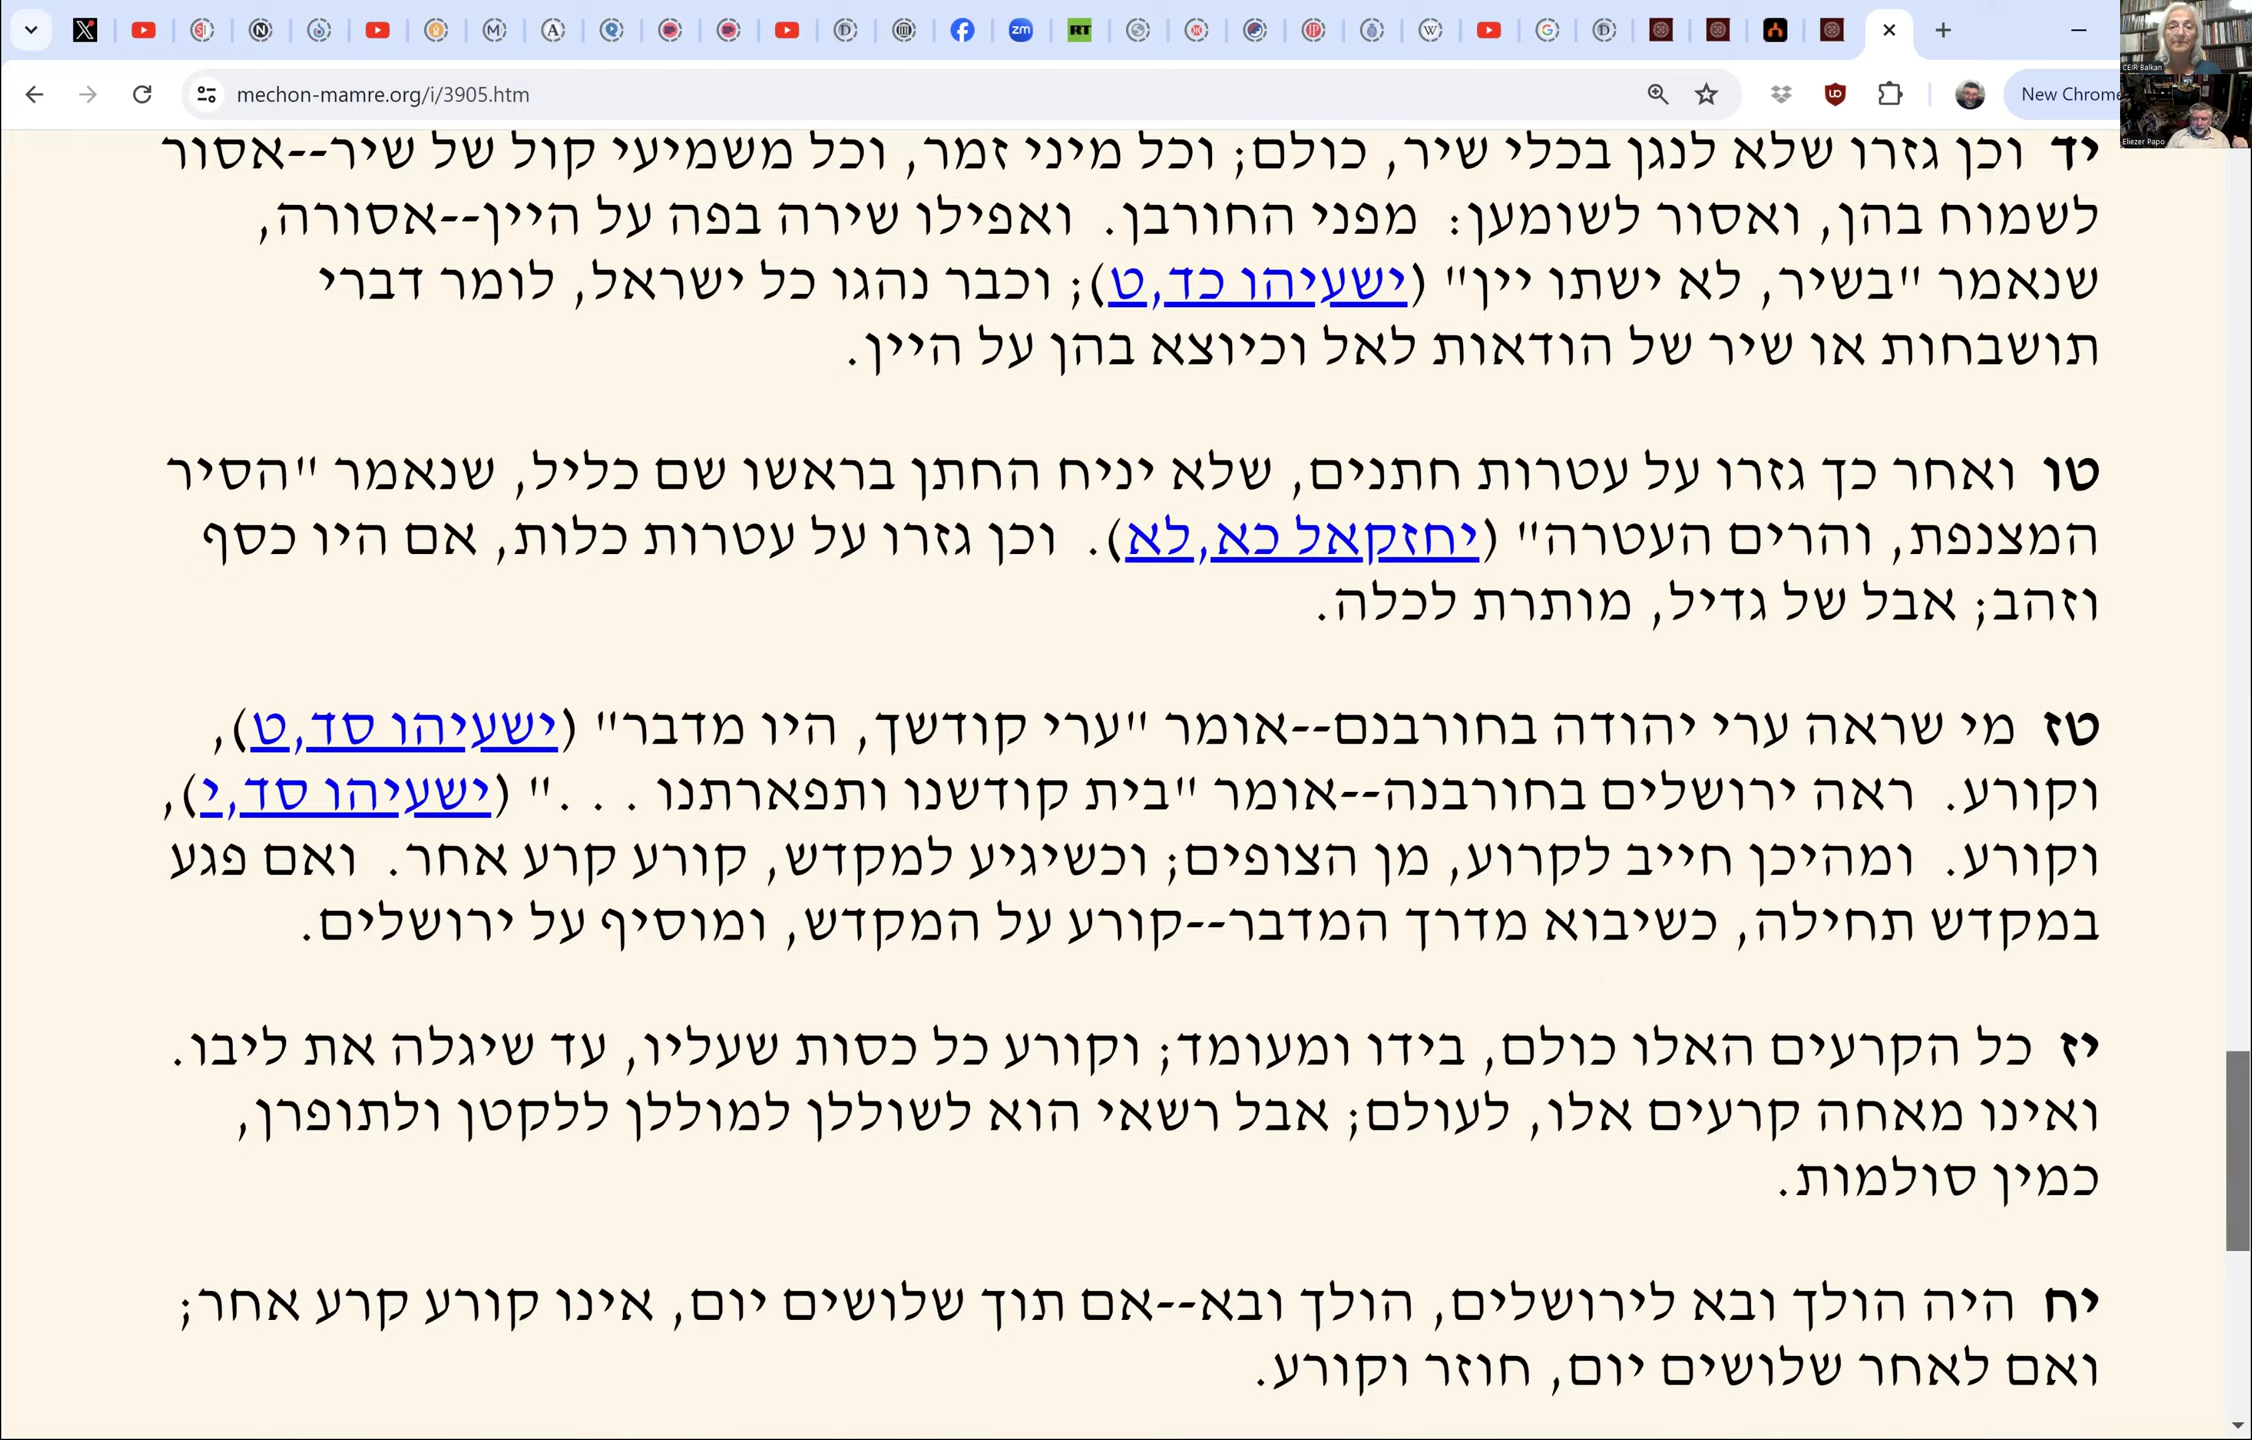 mechon-mamre.org/i/3905.htm
New Chrome
CEIR Balkan
Eliezer Papo
יד וכן גזרו שלא לנגן בכלי שיר, כולם; וכל מיני זמר, וכל משמיעי קול של שיר--אסור
לשמוח בהן, ואסור לשומען: מפני החורבן. ואפילו שירה בפה על היין--אסורה,
שנאמר "בשיר, לא ישתו יין" (ישעיהו כד,ט); וכבר נהגו כל ישראל, לומר דברי
תושבחות או שיר של הודאות לאל וכיוצא בהן על היין.
טו ואחר כך גזרו על עטרות חתנים, שלא יניח החתן בראשו שם כליל, שנאמר "הסיר
המצנפת, והרים העטרה" (יחזקאל כא,לא). וכן גזרו על עטרות כלות, אם היו כסף
וזהב; אבל של גדיל, מותרת לכלה.
טז מי שראה ערי יהודה בחורבנם--אומר "ערי קודשך, היו מדבר" (ישעיהו סד,ט),
וקורע. ראה ירושלים בחורבנה--אומר "בית קודשנו ותפארתנו . . ." (ישעיהו סד,י),
וקורע. ומהיכן חייב לקרוע, מן הצופים; וכשיגיע למקדש, קורע קרע אחר. ואם פגע
במקדש תחילה, כשיבוא מדרך המדבר--קורע על המקדש, ומוסיף על ירושלים.
יז כל הקרעים האלו כולם, בידו ומעומד; וקורע כל כסות שעליו, עד שיגלה את ליבו.
ואינו מאחה קרעים אלו, לעולם; אבל רשאי הוא לשוללן למוללן ללקטן ולתופרן,
כמין סולמות.
יח היה הולך ובא לירושלים, הולך ובא--אם תוך שלושים יום, אינו קורע קרע אחר;
ואם לאחר שלושים יום, חוזר וקורע.